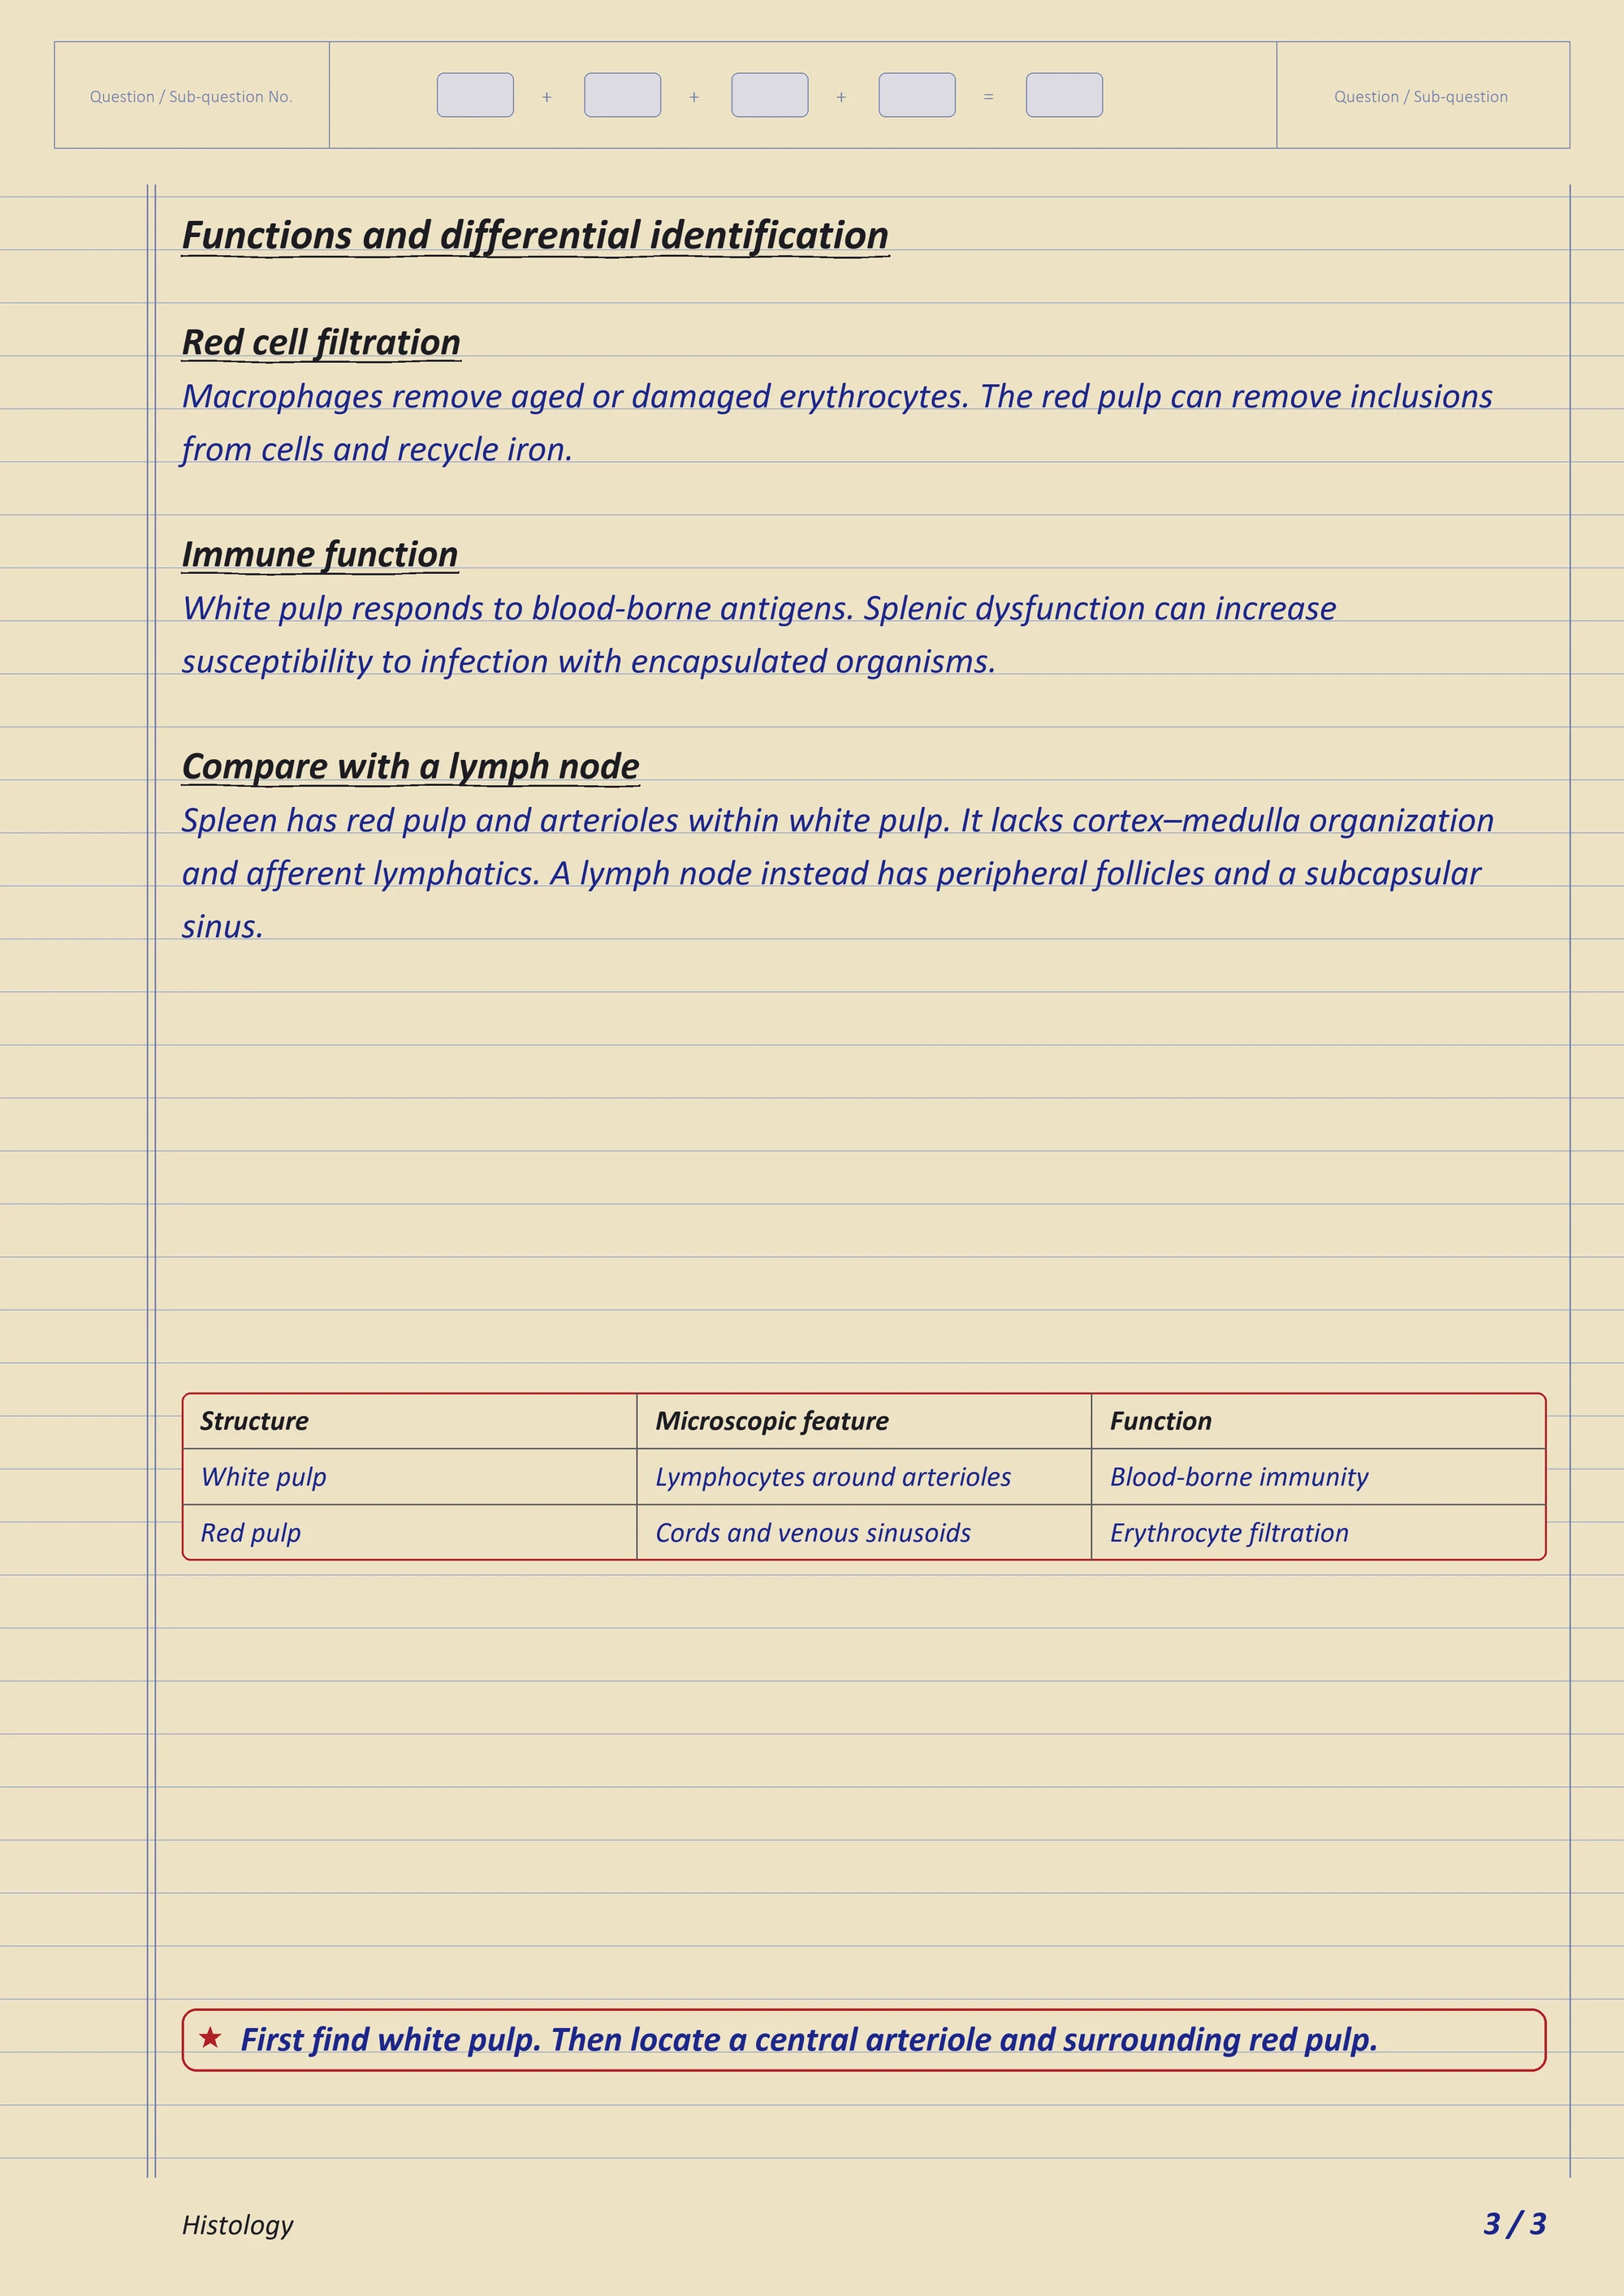 Question / Sub-question No.
+ + + =
Question / Sub-question
Functions and differential identification
Red cell filtration
Macrophages remove aged or damaged erythrocytes. The red pulp can remove inclusions
from cells and recycle iron.
Immune function
White pulp responds to blood-borne antigens. Splenic dysfunction can increase
susceptibility to infection with encapsulated organisms.
Compare with a lymph node
Spleen has red pulp and arterioles within white pulp. It lacks cortex–medulla organization
and afferent lymphatics. A lymph node instead has peripheral follicles and a subcapsular
sinus.
Structure Microscopic feature Function
White pulp Lymphocytes around arterioles Blood-borne immunity
Red pulp Cords and venous sinusoids Erythrocyte filtration
★ First find white pulp. Then locate a central arteriole and surrounding red pulp.
Histology 3 / 3